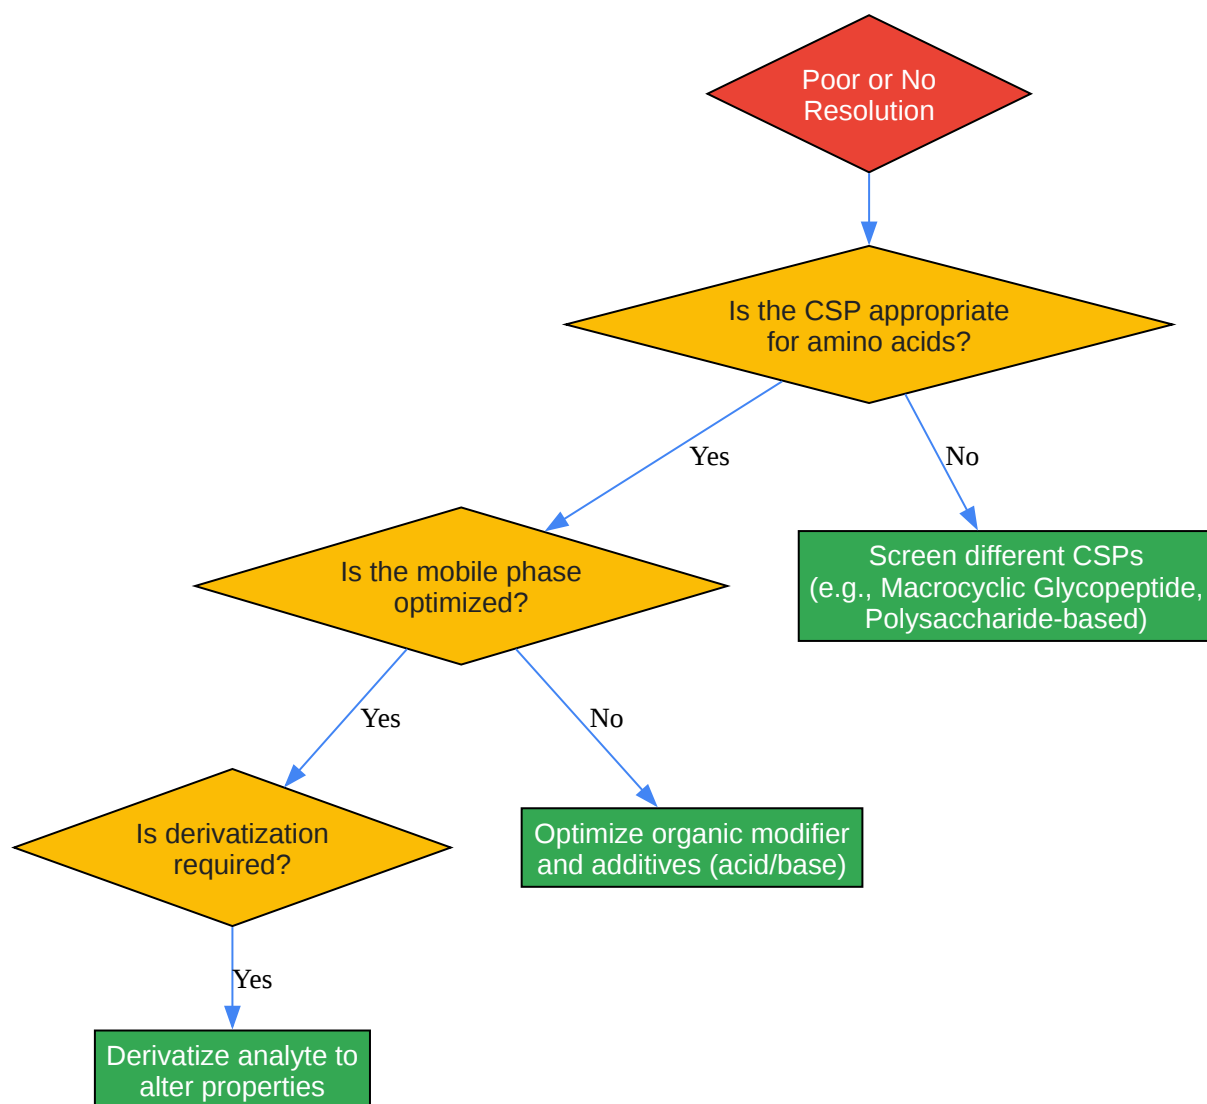 Poor or No
Resolution
Is the CSP appropriate
for amino acids?
Yes
No
Is the mobile phase
optimized?
Screen different CSPs
(e.g., Macrocyclic Glycopeptide,
Polysaccharide-based)
Yes
No
Is derivatization
required?
Optimize organic modifier
and additives (acid/base)
Yes
Derivatize analyte to
alter properties